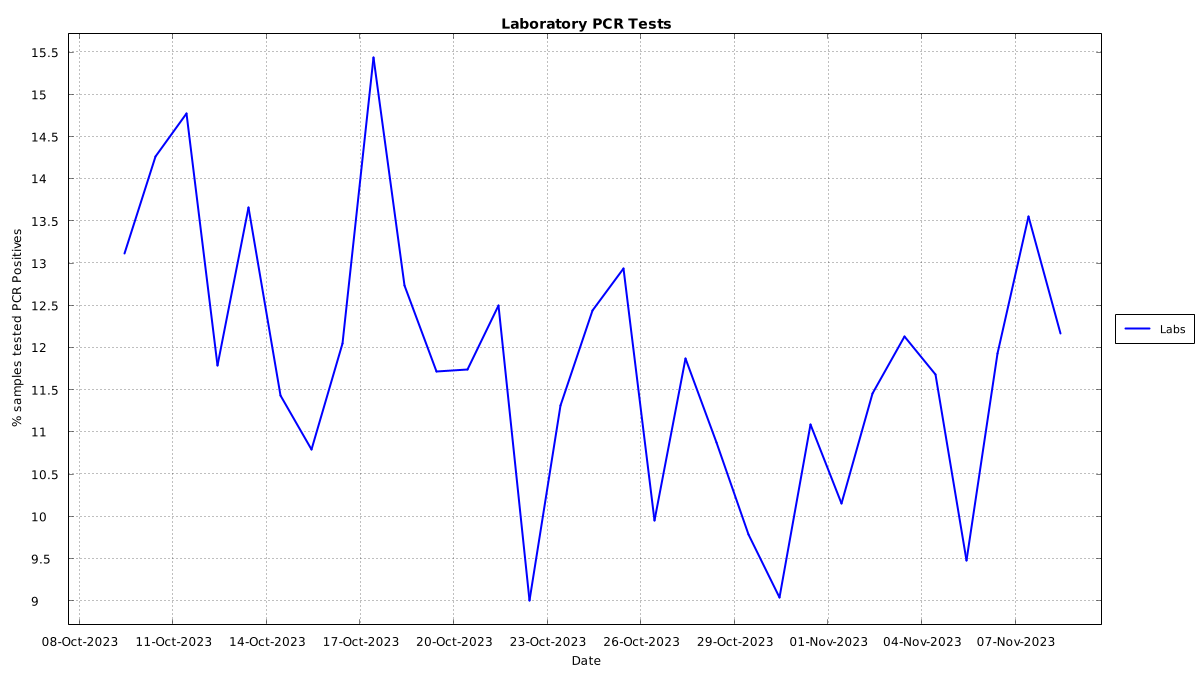 Laboratory PCR Tests
% samples tested PCR Positives
15.5
15
14.5
14
13.5
13
12.5
12
11.5
11
10.5
10
9.5
9
08-Oct-2023 11-Oct-2023 14-Oct-2023 17-Oct-2023 20-Oct-2023 23-Oct-2023 26-Oct-2023 29-Oct-2023 01-Nov-2023 04-Nov-2023 07-Nov-2023
Date
Labs